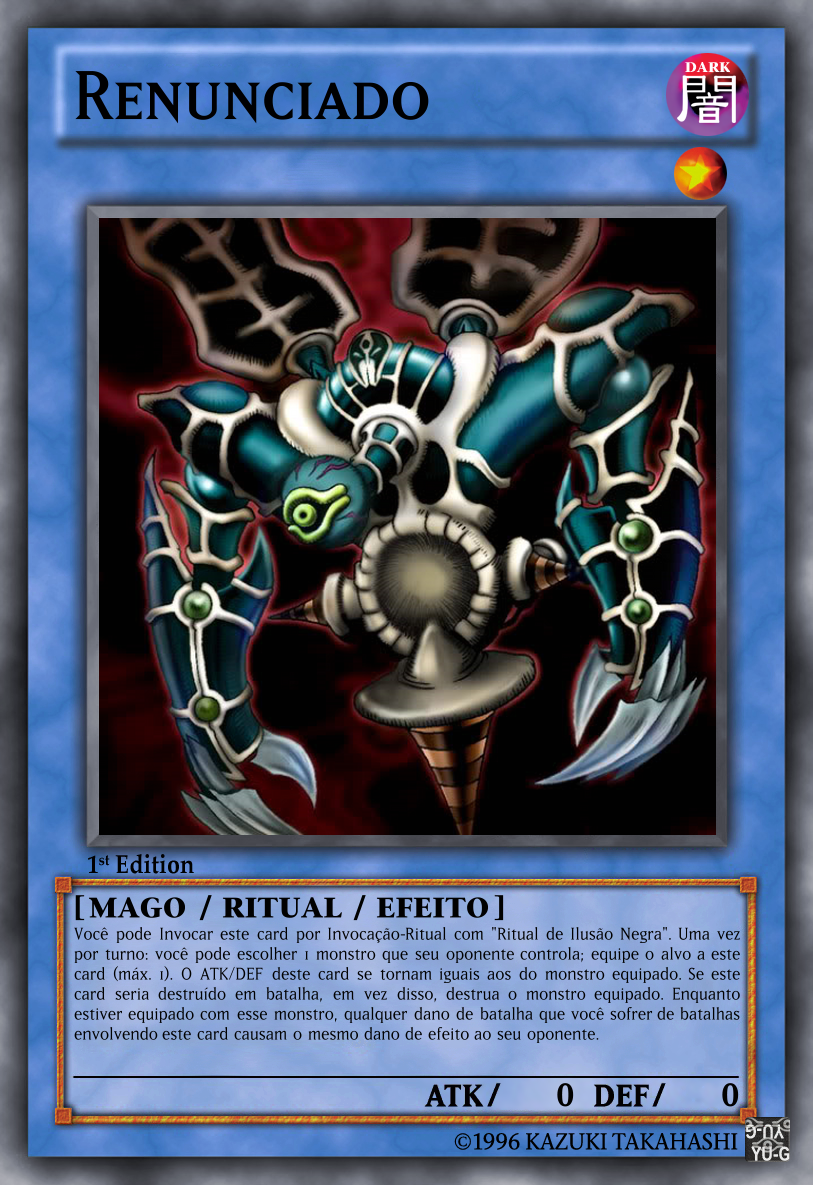 Renunciado
DARK
闇
1st Edition
[MAGO / RITUAL / EFEITO]
Você pode Invocar este card por Invocação-Ritual com "Ritual de Ilusão Negra". Uma vez
por turno: você pode escolher 1 monstro que seu oponente controla; equipe o alvo a este
card (máx. 1). O ATK/DEF deste card se tornam iguais aos do monstro equipado. Se este
card seria destruído em batalha, em vez disso, destrua o monstro equipado. Enquanto
estiver equipado com esse monstro, qualquer dano de batalha que você sofrer de batalhas
envolvendo este card causam o mesmo dano de efeito ao seu oponente.
ATK/ 0 DEF/ 0
©1996 KAZUKI TAKAHASHI